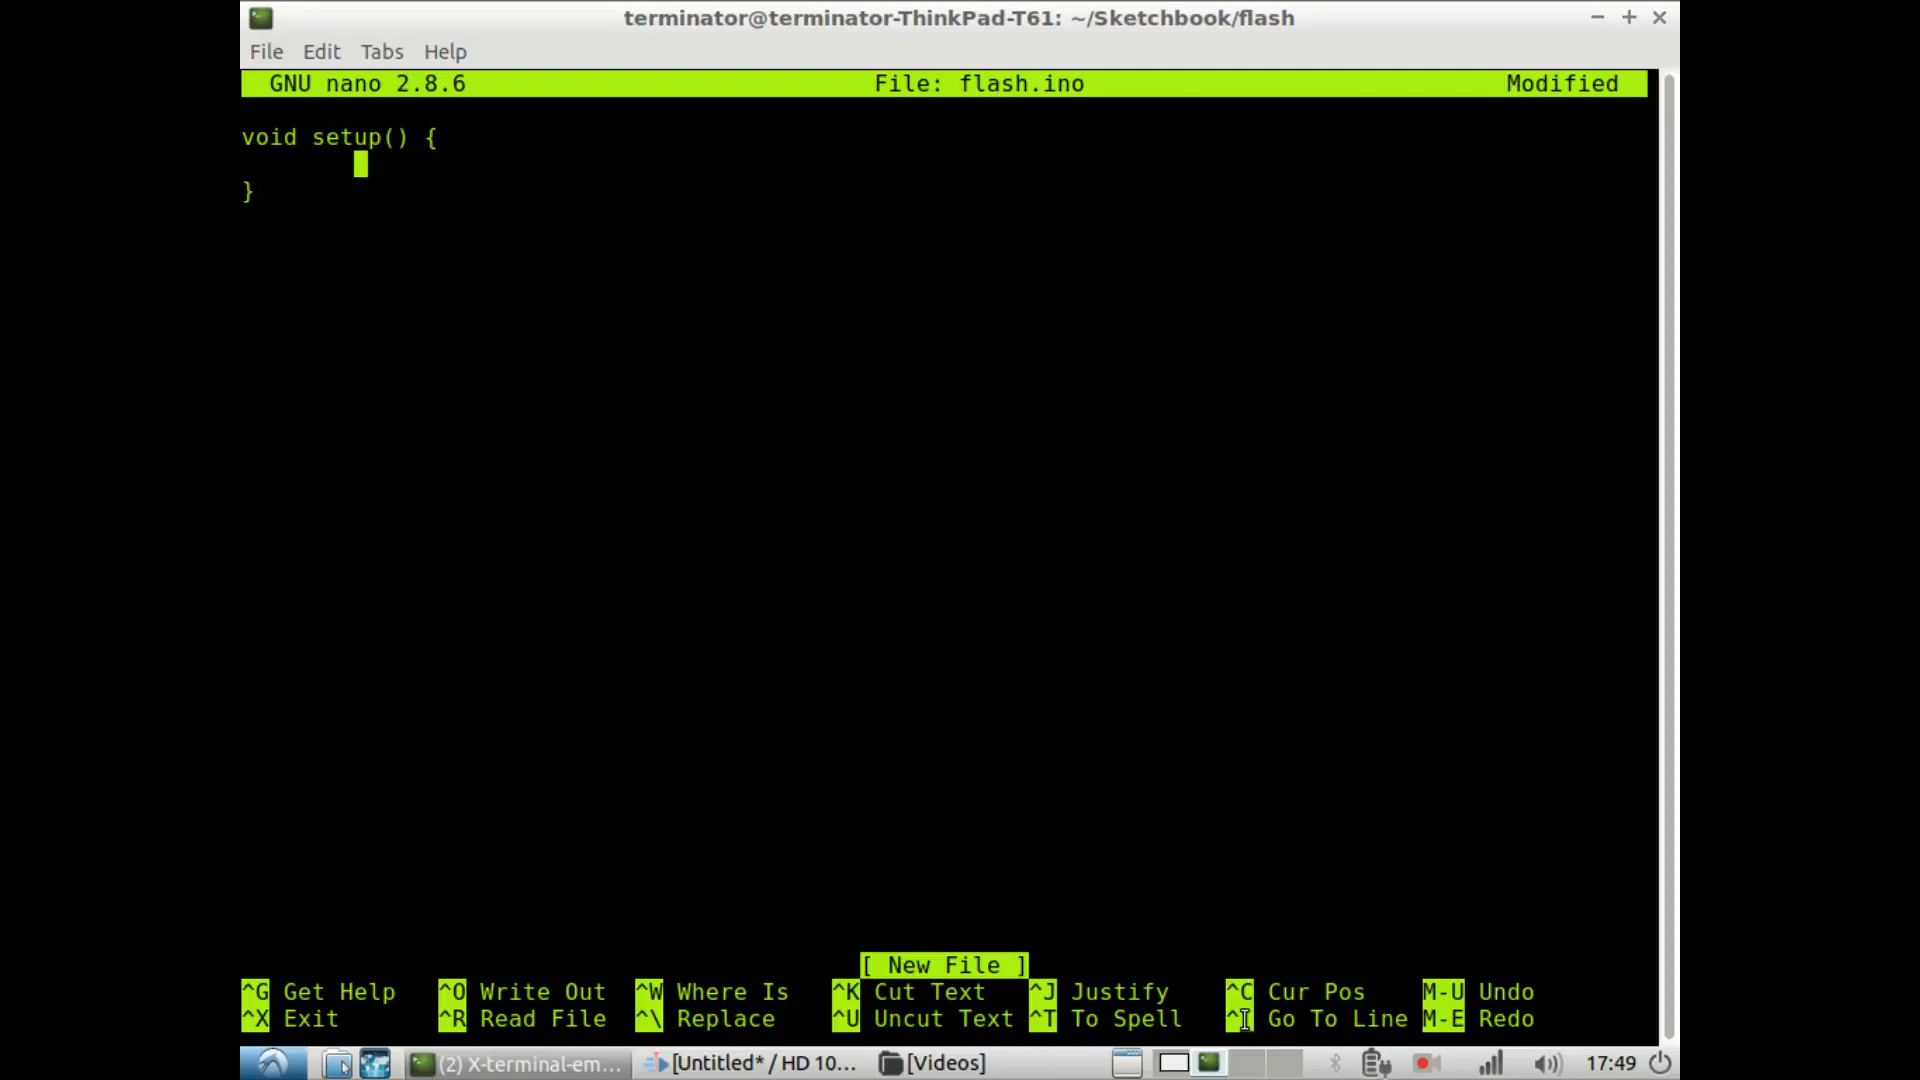 terminator@terminator-ThinkPad-T61: ~/Sketchbook/flash
File Edit Tabs Help
GNU nano 2.8.6 File: flash.ino Modified
void setup() {
}
[ New File ]
^G Get Help ^O Write Out ^W Where Is ^K Cut Text ^J Justify ^C Cur Pos M-U Undo
^X Exit ^R Read File ^\ Replace ^U Uncut Text ^T To Spell ^ Go To Line M-E Redo
(2) X-terminal-em... [Untitled* / HD 10... [Videos] 17:49